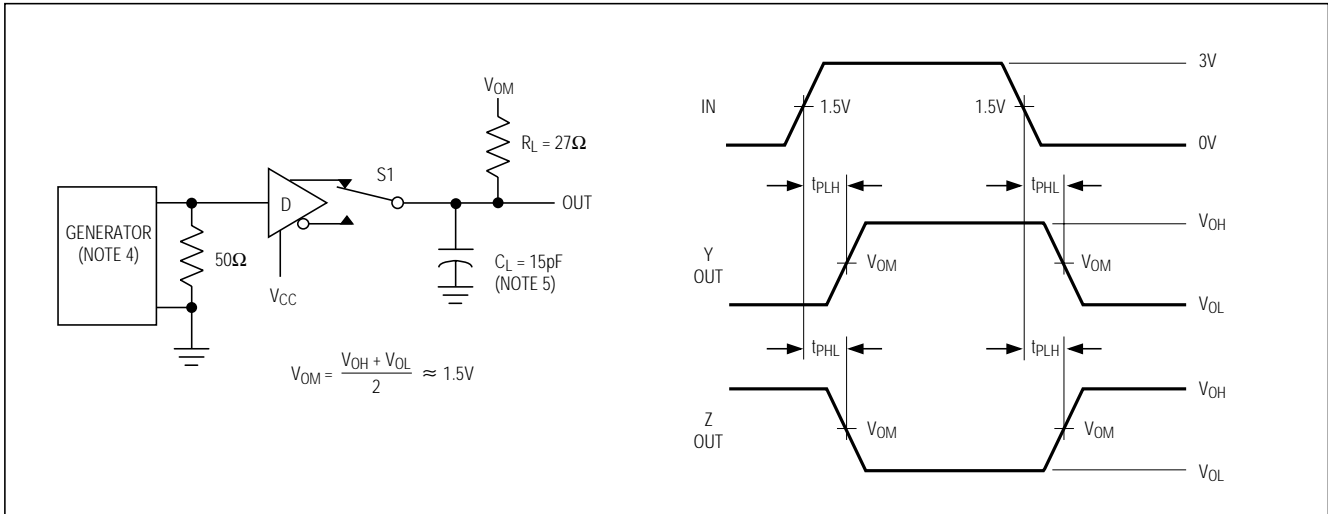 V_OM
R_L = 27Ω
S1
D
OUT
GENERATOR
(NOTE 4)
50Ω
C_L = 15pF
(NOTE 5)
V_CC
V_OM = (V_OH + V_OL) / 2 ≈ 1.5V
3V
IN
1.5V
1.5V
0V
t_PLH
t_PHL
V_OH
Y
OUT
V_OM
V_OM
V_OL
t_PHL
t_PLH
V_OH
Z
OUT
V_OM
V_OM
V_OL